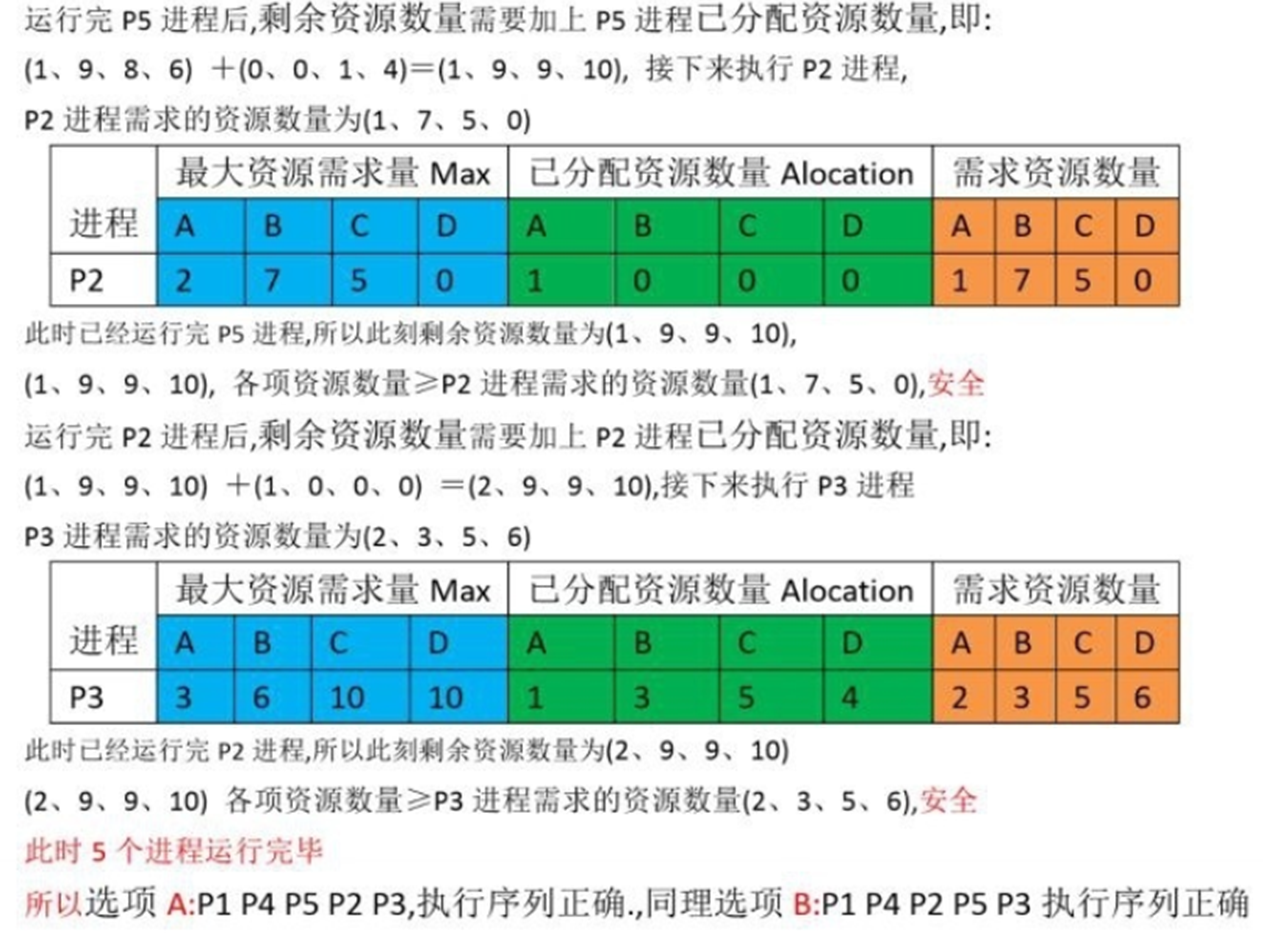 运行完 P5 进程后,剩余资源数量需要加上 P5 进程已分配资源数量,即:
(1、9、8、6) +(0、0、1、4)=(1、9、9、10), 接下来执行 P2 进程,
P2 进程需求的资源数量为(1、7、5、0)
最大资源需求量 Max 已分配资源数量 Alocation 需求资源数量
进程 A B C D A B C D A B C D
P2 2 7 5 0 1 0 0 0 1 7 5 0
此时已经运行完 P5 进程,所以此刻剩余资源数量为(1、9、9、10),
(1、9、9、10), 各项资源数量≥P2 进程需求的资源数量(1、7、5、0),安全
运行完 P2 进程后,剩余资源数量需要加上 P2 进程已分配资源数量,即:
(1、9、9、10) +(1、0、0、0) =(2、9、9、10),接下来执行 P3 进程
P3 进程需求的资源数量为(2、3、5、6)
最大资源需求量 Max 已分配资源数量 Alocation 需求资源数量
进程 A B C D A B C D A B C D
P3 3 6 10 10 1 3 5 4 2 3 5 6
此时已经运行完 P2 进程,所以此刻剩余资源数量为(2、9、9、10)
(2、9、9、10) 各项资源数量≥P3 进程需求的资源数量(2、3、5、6),安全
此时 5 个进程运行完毕
所以选项 A:P1 P4 P5 P2 P3,执行序列正确.,同理选项 B:P1 P4 P2 P5 P3 执行序列正确